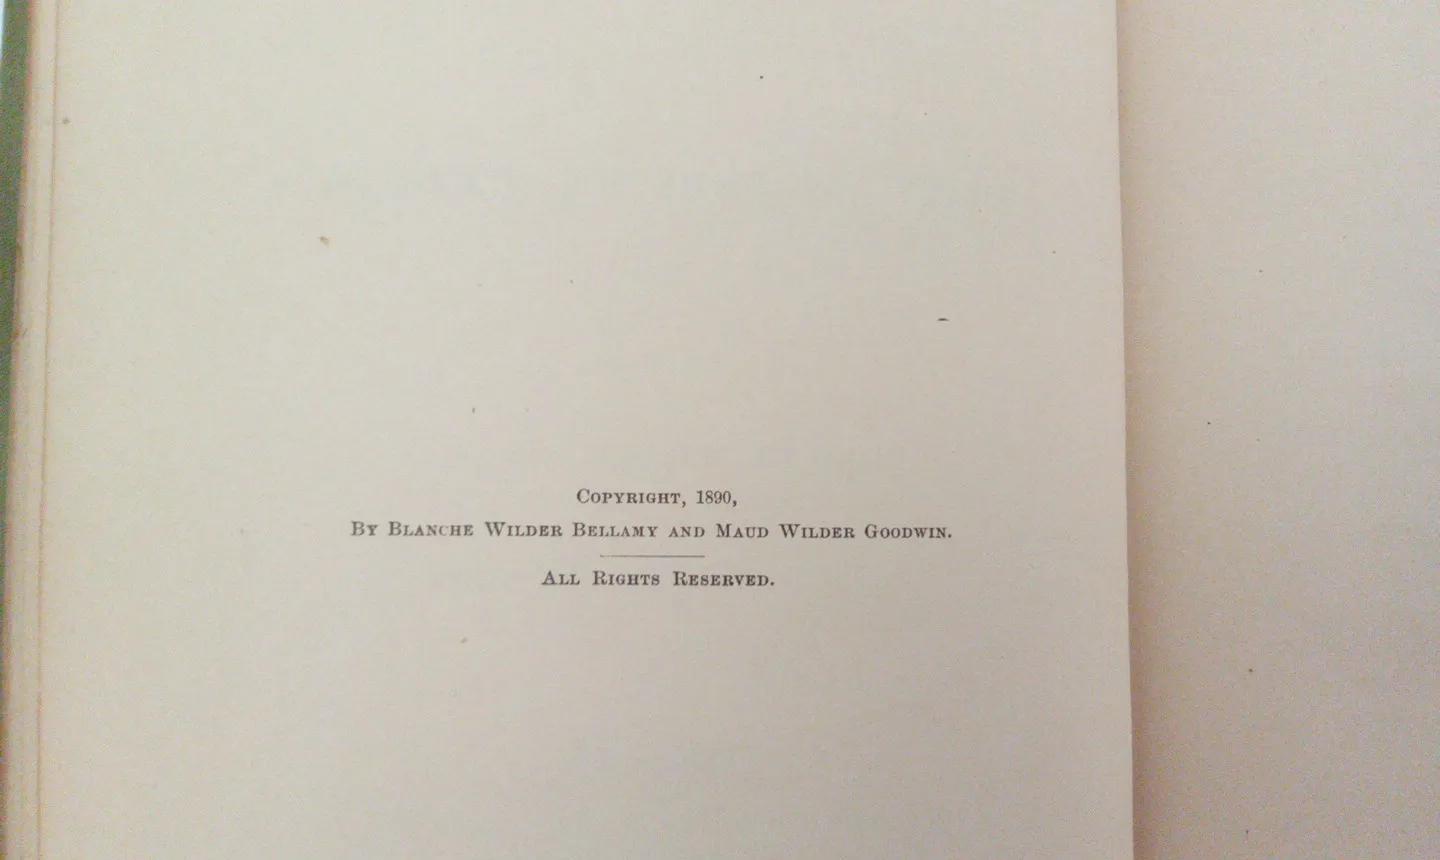 COPYRIGHT, 1890,
BY BLANCHE WILDER BELLAMY AND MAUD WILDER GOODWIN.
ALL RIGHTS RESERVED.